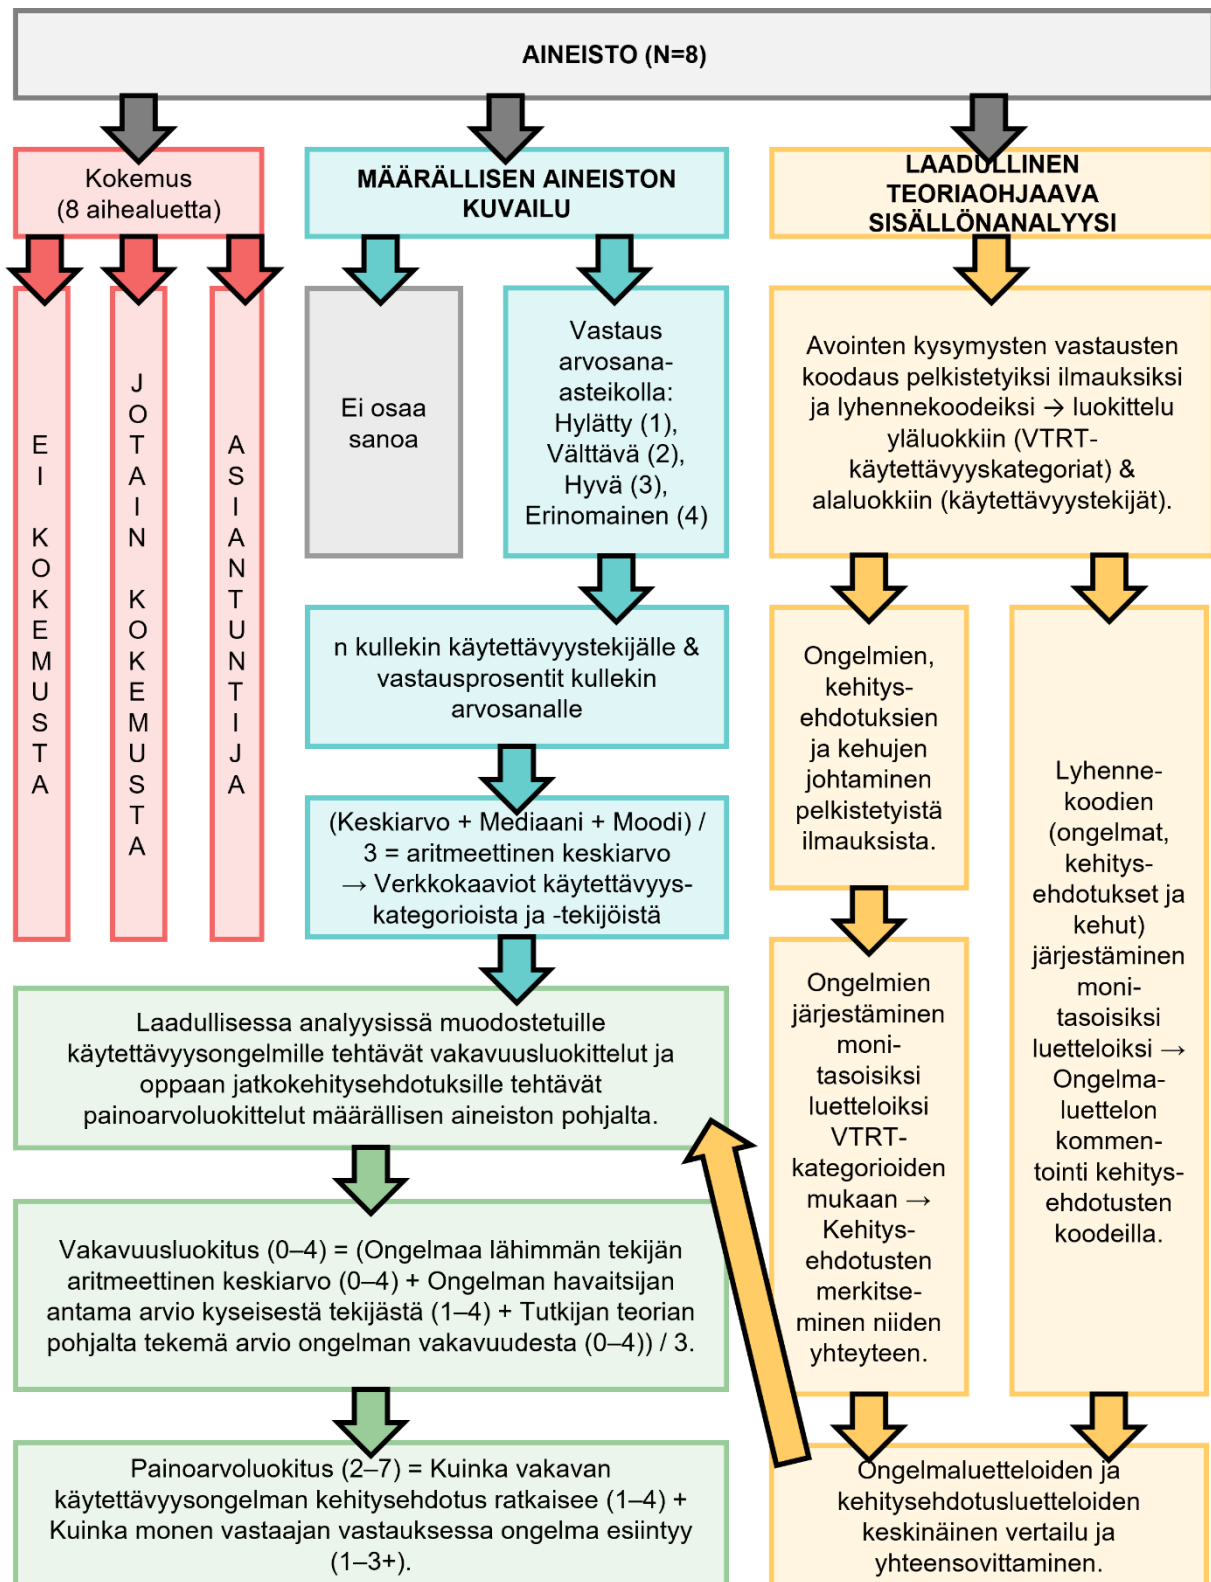 AINEISTO (N=8)
Kokemus
(8 aihealuetta)
EI KOKEMUSTA
JOTAIN KOKEMUSTA
ASIANTUNTIJA
MÄÄRÄLLISEN AINEISTON
KUVAILU
Ei osaa
sanoa
Vastaus
arvosana-
asteikolla:
Hylätty (1),
Välttävä (2),
Hyvä (3),
Erinomainen (4)
n kullekin käytettävyystekijälle &
vastausprosentit kullekin
arvosanalle
(Keskiarvo + Mediaani + Moodi) /
3 = aritmeettinen keskiarvo
→ Verkkokaaviot käytettävyys-
kategorioista ja -tekijöistä
LAADULLINEN
TEORIAOHJAAVA
SISÄLLÖNANALYYSI
Avointen kysymysten vastausten
koodaus pelkistetyiksi ilmauksiksi
ja lyhennekoodeiksi → luokittelu
yläluokkiin (VTRT-
käytettävyyskategoriat) &
alaluokkiin (käytettävyystekijät).
Ongelmien,
kehitys-
ehdotuksien
ja kehujen
johtaminen
pelkistetyistä
ilmauksista.
Ongelmien
järjestäminen
moni-
tasoisiksi
luetteloiksi
VTRT-
kategorioiden
mukaan →
Kehitys-
ehdotusten
merkitse-
minen niiden
yhteyteen.
Lyhenne-
koodien
(ongelmat,
kehitys-
ehdotukset ja
kehut)
järjestäminen
moni-
tasoisiksi
luetteloiksi →
Ongelma-
luettelon
kommen-
tointi kehitys-
ehdotusten
koodeilla.
Ongelmaluetteloiden ja
kehitysehdotusluetteloiden
keskinäinen vertailu ja
yhteensovittaminen.
Laadullisessa analyysissä muodostetuille
käytettävyysongelmille tehtävät vakavuusluokittelut ja
oppaan jatkokehitysehdotuksille tehtävät
painoarvoluokittelut määrällisen aineiston pohjalta.
Vakavuusluokitus (0–4) = (Ongelmaa lähimmän tekijän
aritmeettinen keskiarvo (0–4) + Ongelman havaitsijan
antama arvio kyseisestä tekijästä (1–4) + Tutkijan teorian
pohjalta tekemä arvio ongelman vakavuudesta (0–4)) / 3.
Painoarvoluokitus (2–7) = Kuinka vakavan
käytettävyysongelman kehitysehdotus ratkaisee (1–4) +
Kuinka monen vastaajan vastauksessa ongelma esiintyy
(1–3+).